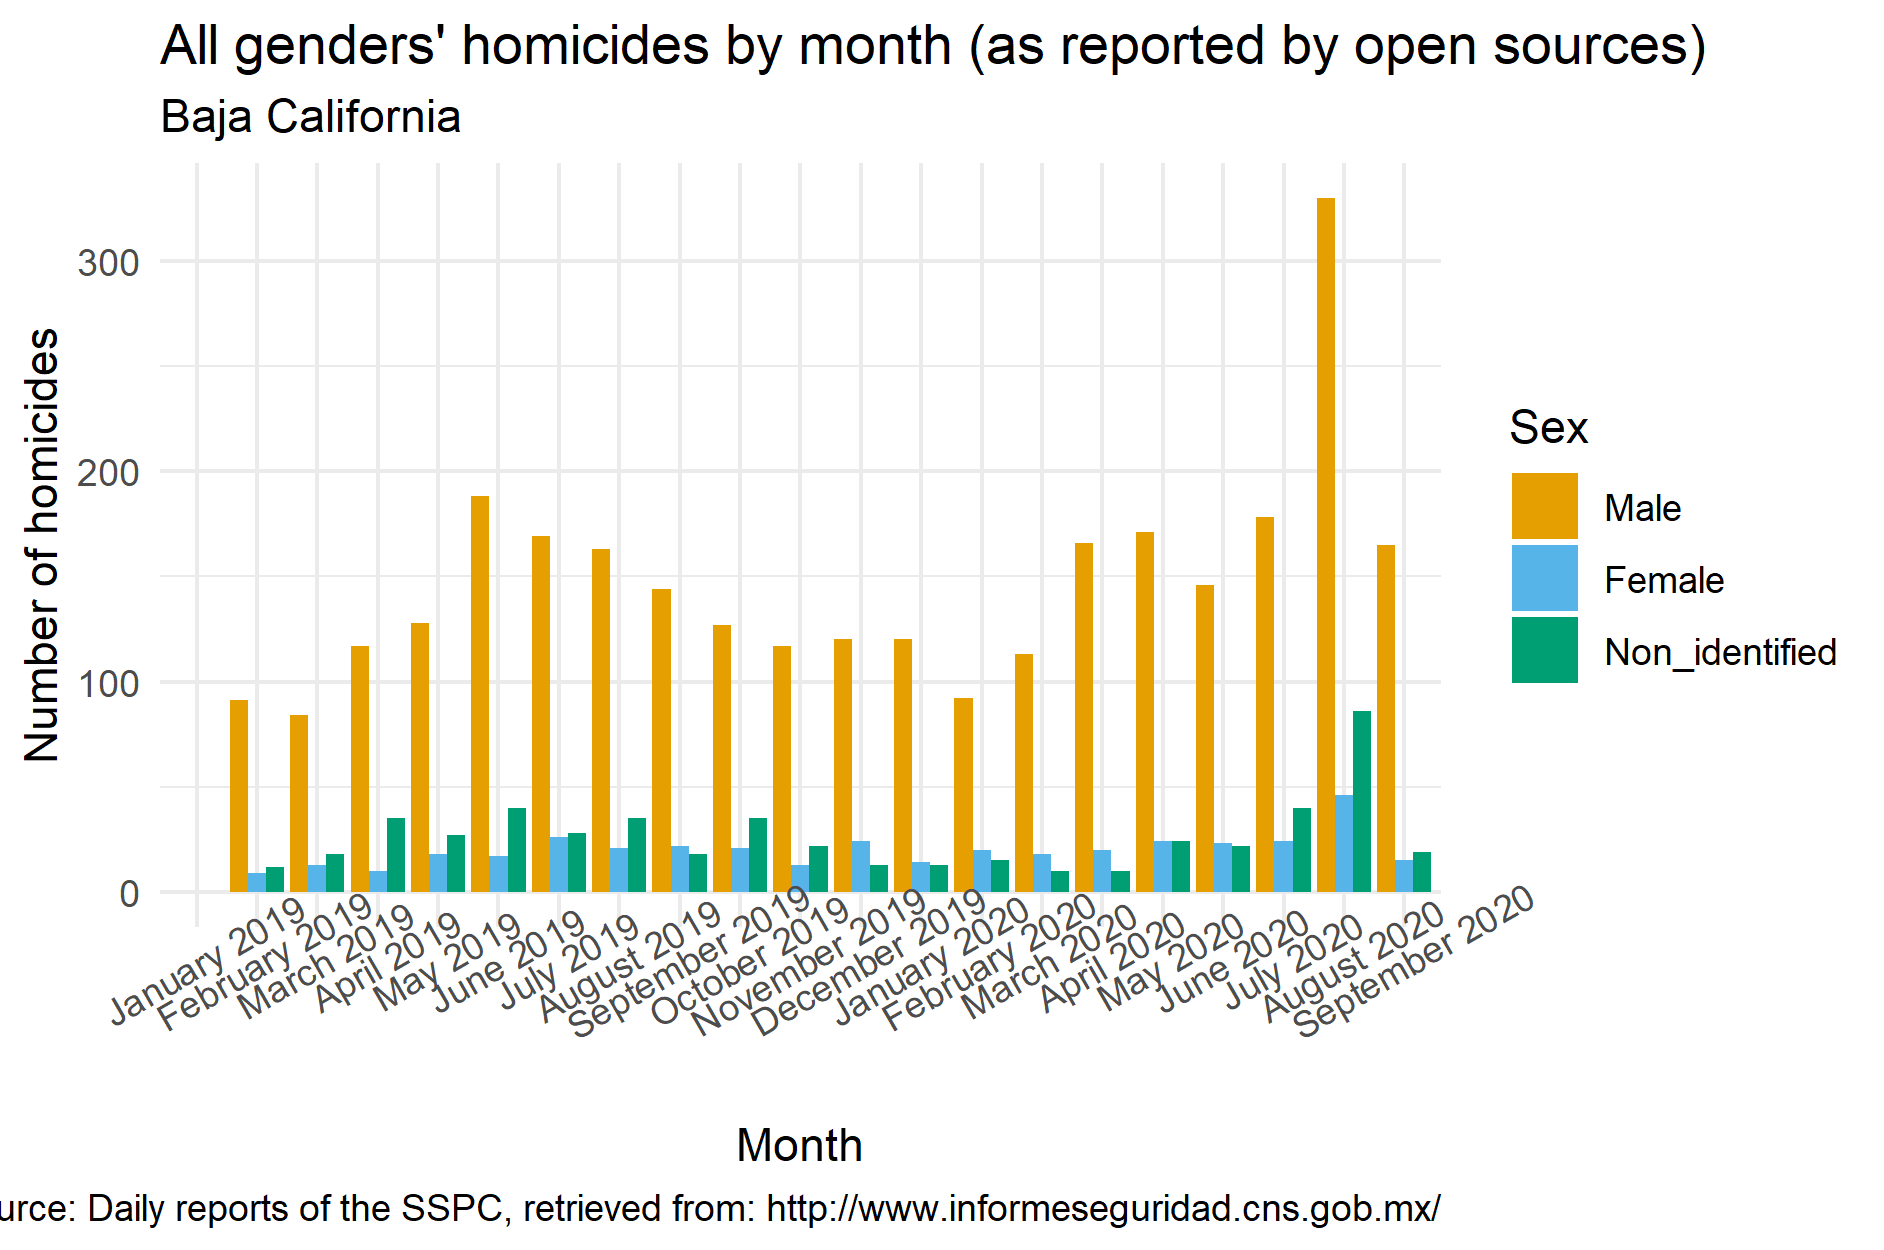 All genders' homicides by month (as reported by open sources)
Baja California
Number of homicides
300
200
100
0
January 2019
February 2019
March 2019
April 2019
May 2019
June 2019
July 2019
August 2019
September 2019
October 2019
November 2019
December 2019
January 2020
February 2020
March 2020
April 2020
May 2020
June 2020
July 2020
August 2020
September 2020
Month
Sex
Male
Female
Non_identified
urce: Daily reports of the SSPC, retrieved from: http://www.informeseguridad.cns.gob.mx/